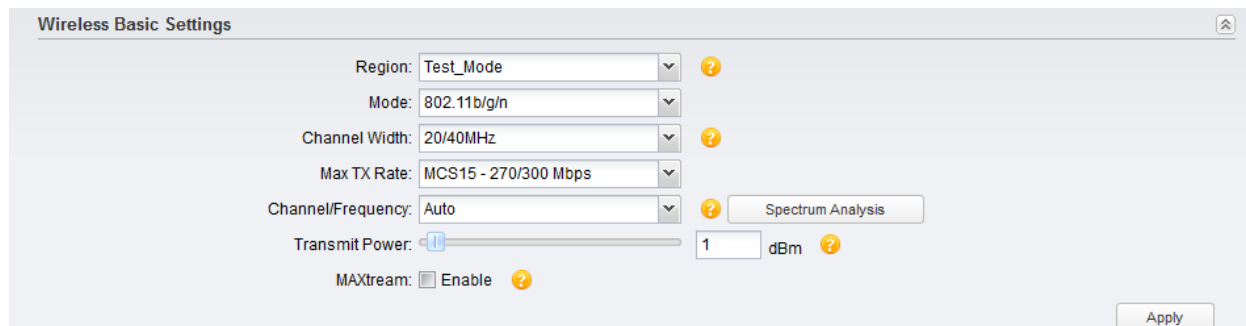 Wireless Basic Settings
Region: Test_Mode
Mode: 802.11b/g/n
Channel Width: 20/40MHz
Max TX Rate: MCS15 - 270/300 Mbps
Channel/Frequency: Auto ? Spectrum Analysis
Transmit Power: 1 dBm
MAXtream: Enable
Apply